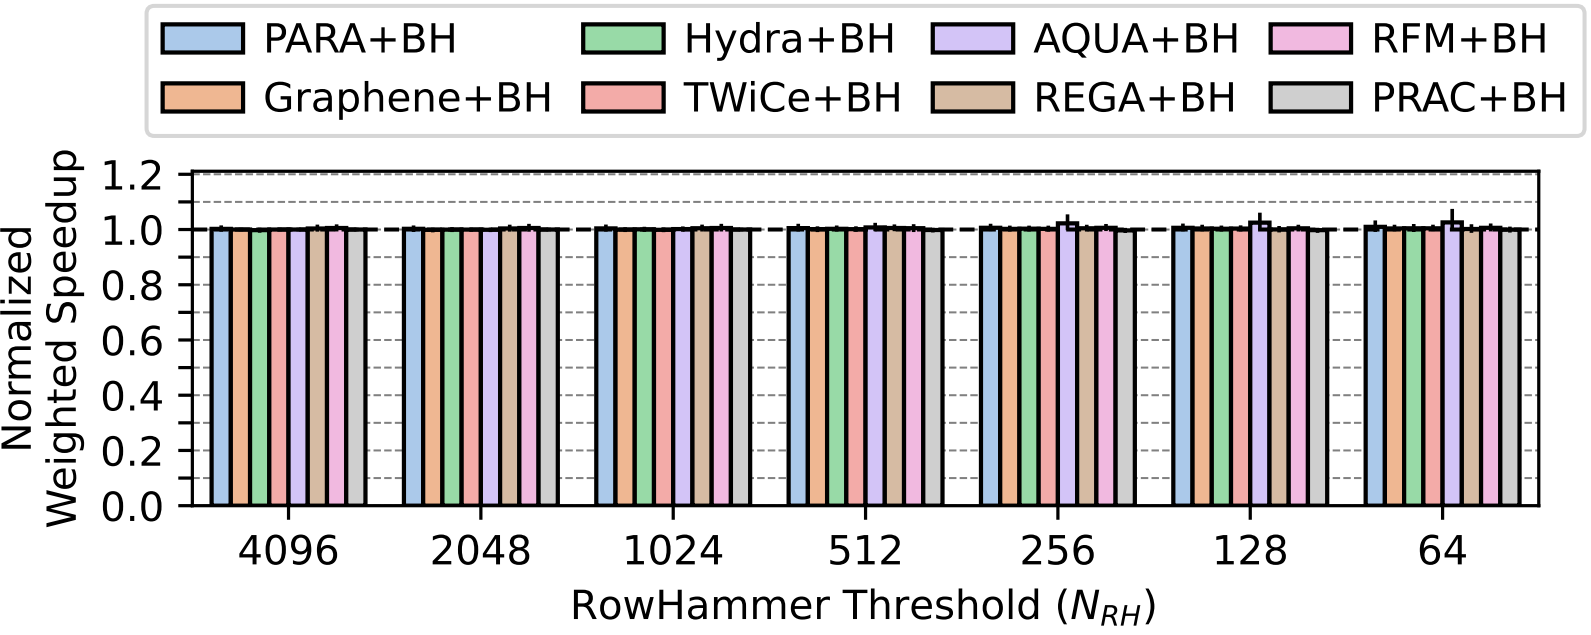 PARA+BH Hydra+BH AQUA+BH RFM+BH
Graphene+BH TWiCe+BH REGA+BH PRAC+BH
Normalized
Weighted Speedup
1.2
1.0
0.8
0.6
0.4
0.2
0.0
4096 2048 1024 512 256 128 64
RowHammer Threshold (N_RH)